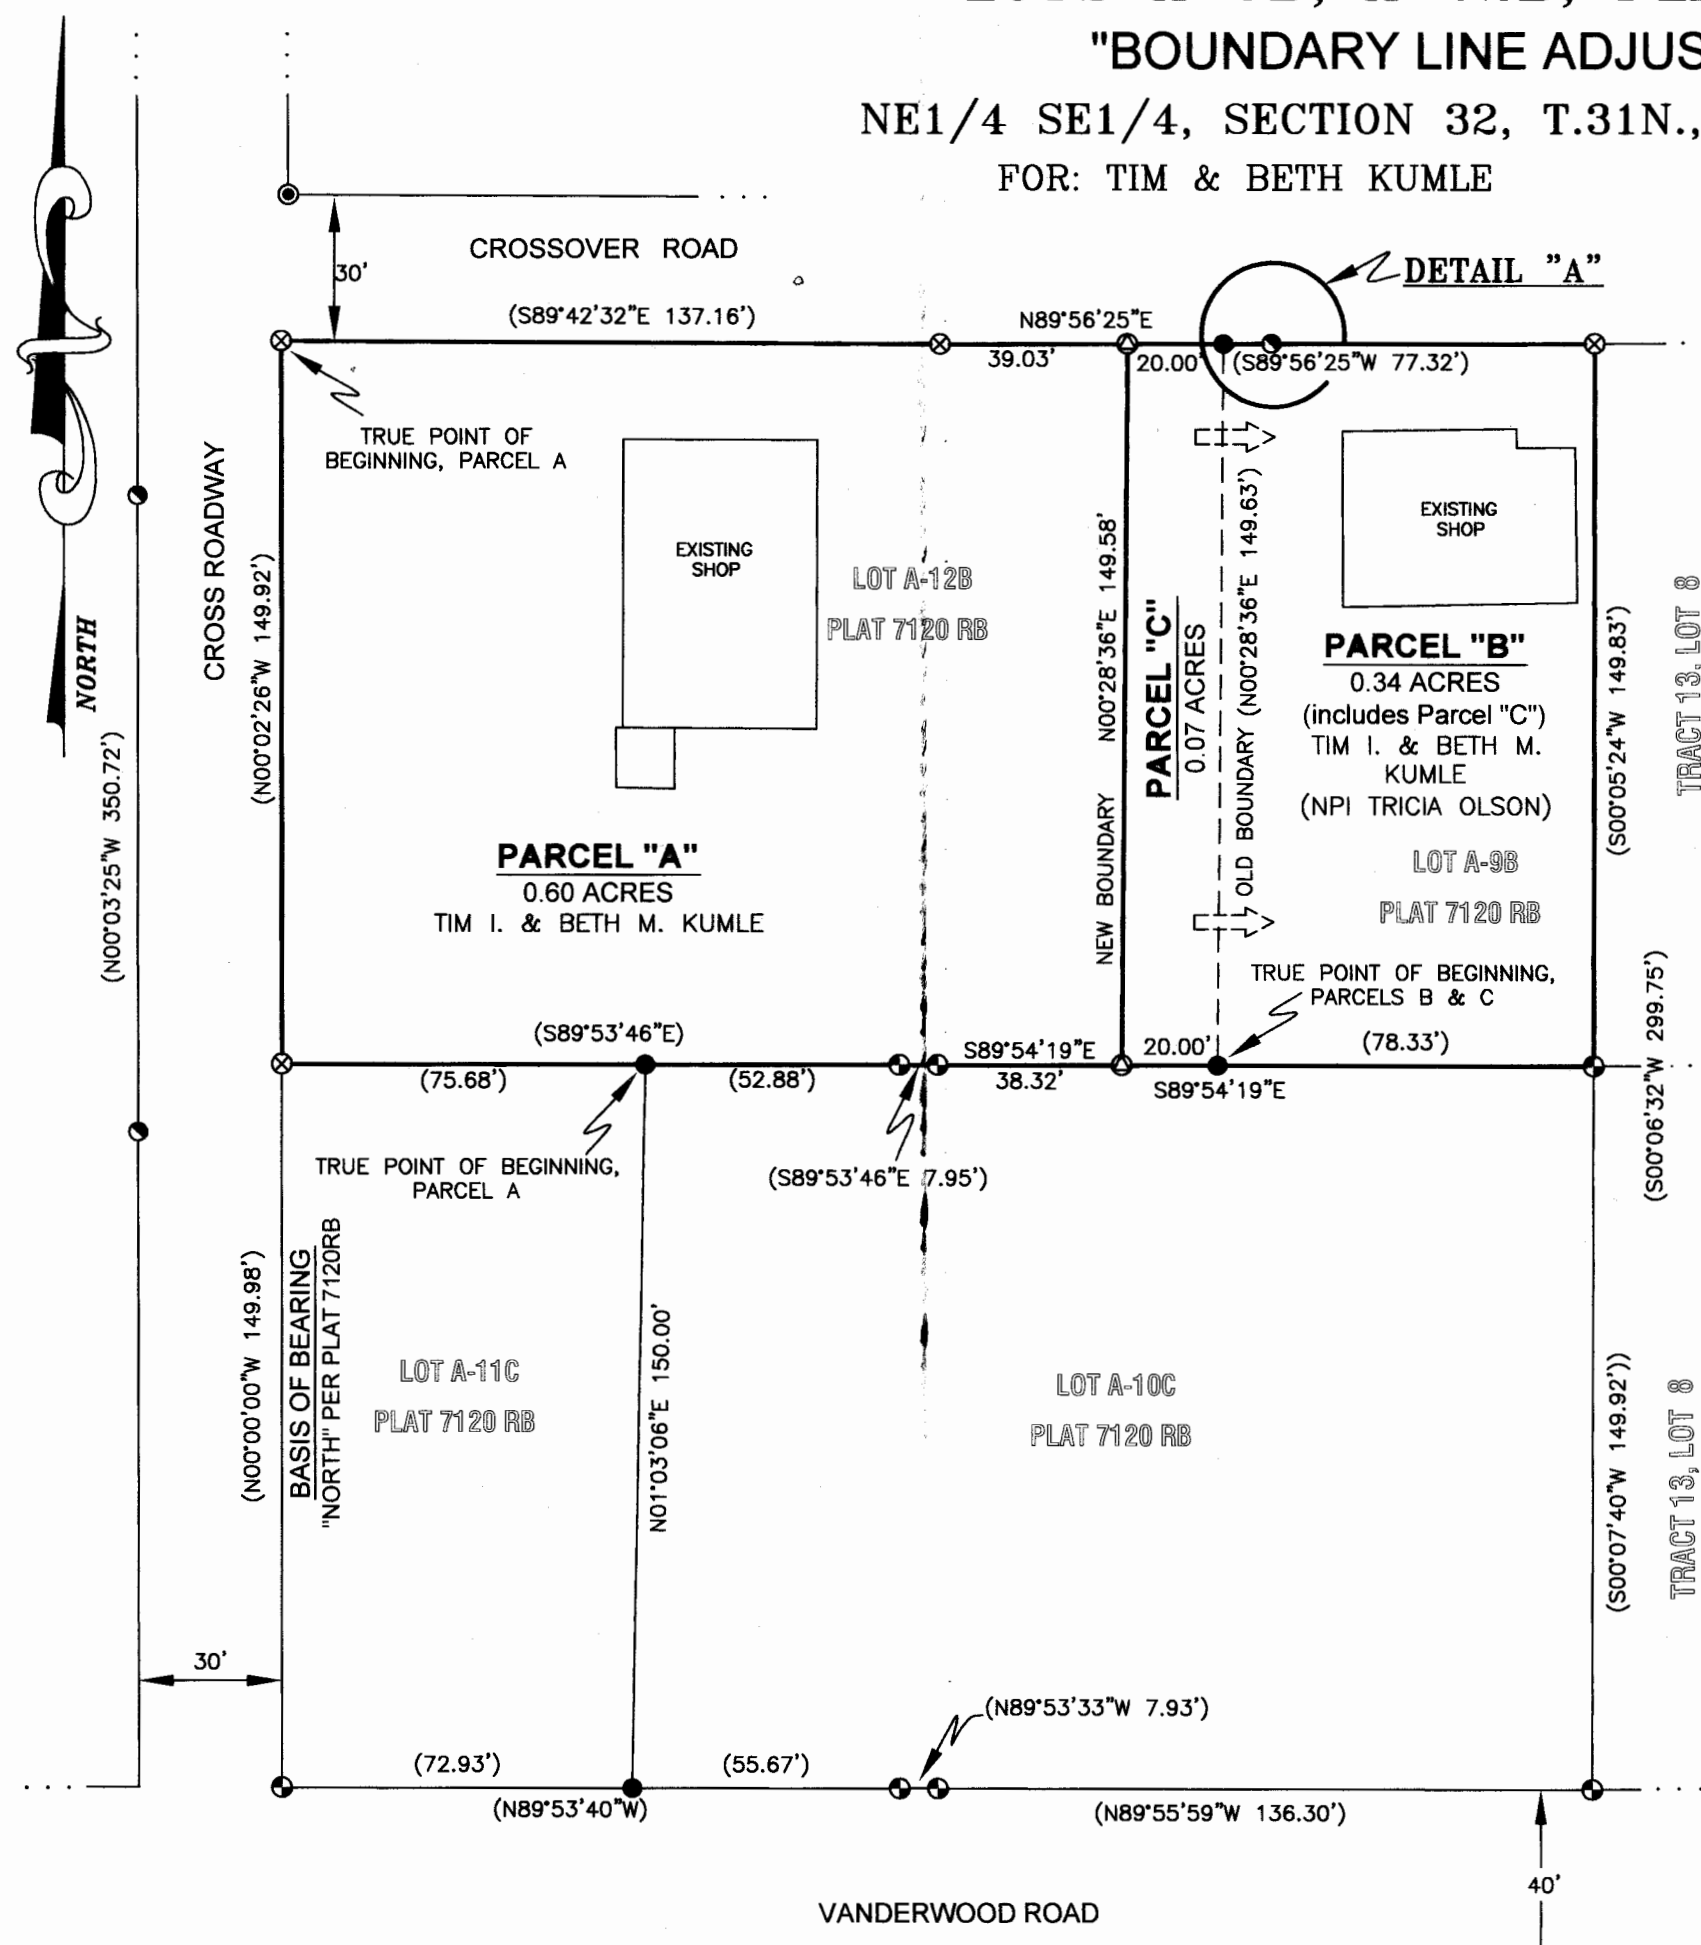 "BOUNDARY LINE ADJUS
NE1/4 SE1/4, SECTION 32, T.31N.,
FOR: TIM & BETH KUMLE
CROSSOVER ROAD
30'
DETAIL "A"
(S89°42'32"E 137.16')
N89°56'25"E
39.03'
20.00'
(S89°56'25"W 77.32')
TRUE POINT OF
BEGINNING, PARCEL A
CROSS ROADWAY
(N00°02'26"W 149.92')
NORTH
(N00°03'25"W 350.72')
EXISTING
SHOP
LOT A-12B
PLAT 7120 RB
NEW BOUNDARY N00°28'36"E 149.58'
PARCEL "C"
0.07 ACRES
OLD BOUNDARY (N00°28'36"E 149.63')
EXISTING
SHOP
PARCEL "B"
0.34 ACRES
(includes Parcel "C")
TIM I. & BETH M.
KUMLE
(NPI TRICIA OLSON)
LOT A-9B
PLAT 7120 RB
(S00°05'24"W 149.83')
TRACT 13, LOT 8
PARCEL "A"
0.60 ACRES
TIM I. & BETH M. KUMLE
TRUE POINT OF BEGINNING,
PARCELS B & C
(S89°53'46"E)
(75.68')
(52.88')
S89°54'19"E
38.32'
20.00'
S89°54'19"E
(78.33')
(S00°06'32"W 299.75')
TRUE POINT OF BEGINNING,
PARCEL A
(S89°53'46"E 7.95')
(N00°00'00"W 149.98')
BASIS OF BEARING
"NORTH" PER PLAT 7120RB
LOT A-11C
PLAT 7120 RB
N01°03'06"E 150.00'
LOT A-10C
PLAT 7120 RB
(S00°07'40"W 149.92'))
TRACT 13, LOT 8
30'
(N89°53'33"W 7.93')
(72.93')
(55.67')
(N89°53'40"W)
(N89°55'59"W 136.30')
40'
VANDERWOOD ROAD